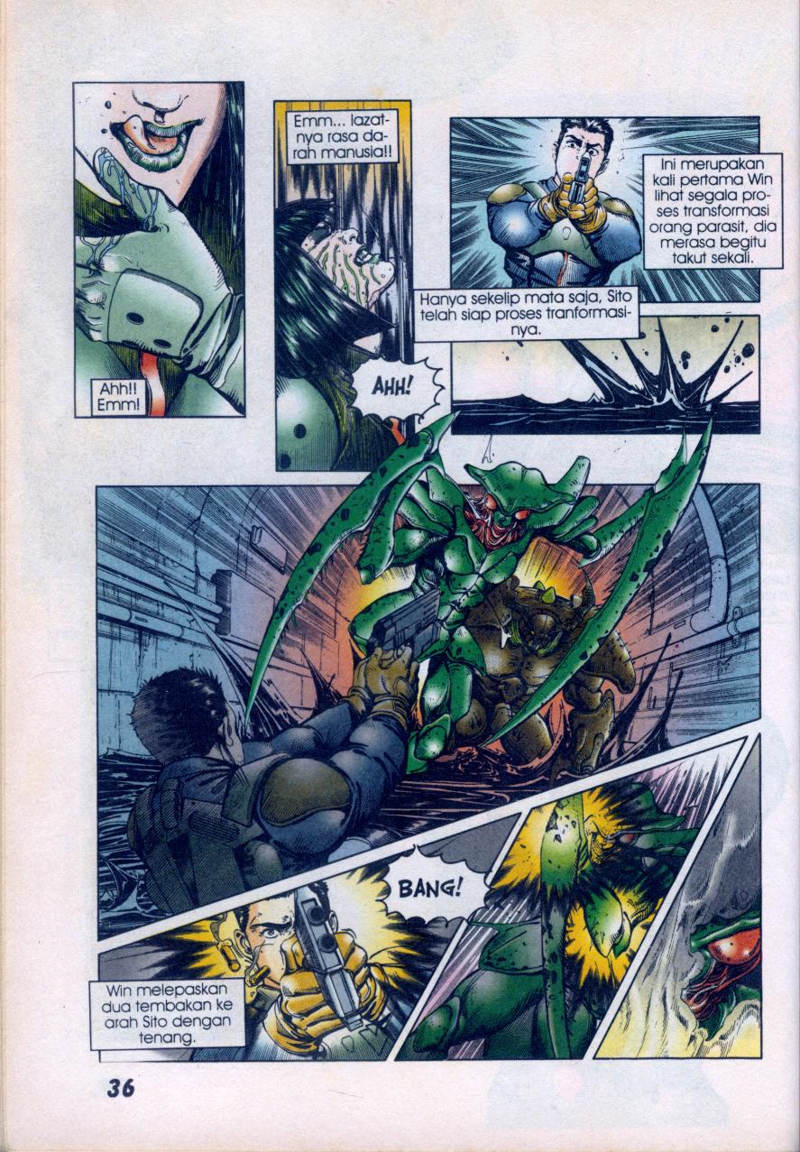 Ahh!!
Emm!
Emm... lazat-
nya rasa da-
rah manusia!!
AHH!
Ini merupakan
kali pertama Win
lihat segala pro-
ses transformasi
orang parasit, dia
merasa begitu
takut sekali.
Hanya sekelip mata saja, Sito
telah siap proses tranformasi-
nya.
BANG!
Win melepaskan
dua tembakan ke
arah Sito dengan
tenang.
36